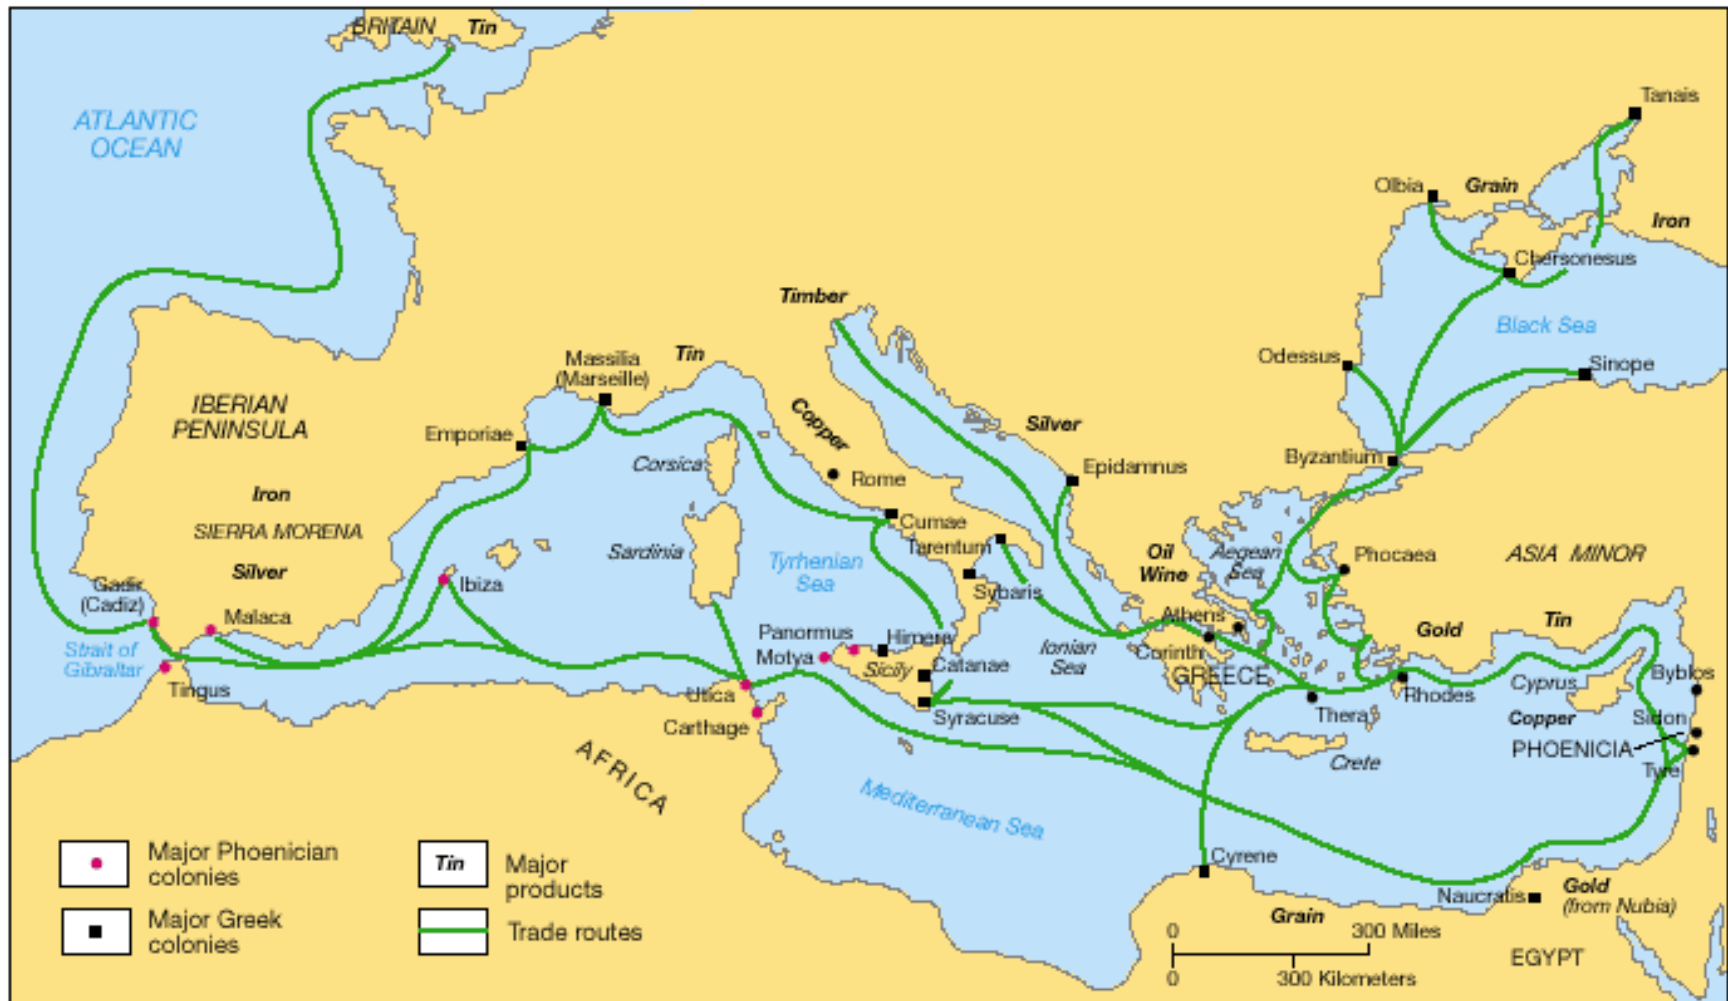 BRITAIN
Tin
ATLANTIC
OCEAN
Tanais
Olbia
Grain
Iron
Chersonesus
Black Sea
Timber
Odessus
Sinope
Massilia
(Marseille)
Tin
IBERIAN
PENINSULA
Copper
Emporiae
Silver
Byzantium
Corsica
Rome
Epidamnus
Iron
SIERRA MORENA
Cumae
Tarentum
Sardinia
Tyrrhenian
Sea
Oil
Wine
Aegean
Sea
Phocaea
ASIA MINOR
Silver
Gadir
(Cadiz)
Ibiza
Sybaris
Malaca
Athens
Gold
Tin
Strait of
Gibraltar
Panormus
Himera
Motya
Sicily
Ionian
Sea
Corinth
GREECE
Catanae
Tingus
Utica
Carthage
Syracuse
Thera
Rhodes
Cyprus
Byblos
Copper
Sidon
PHOENICIA
Tyre
Crete
AFRICA
Mediterranean Sea
Cyrene
Naucratis
Gold
(from Nubia)
Grain
EGYPT
0 300 Miles
0 300 Kilometers
Major Phoenician
colonies
Tin
Major
products
Major Greek
colonies
Trade routes